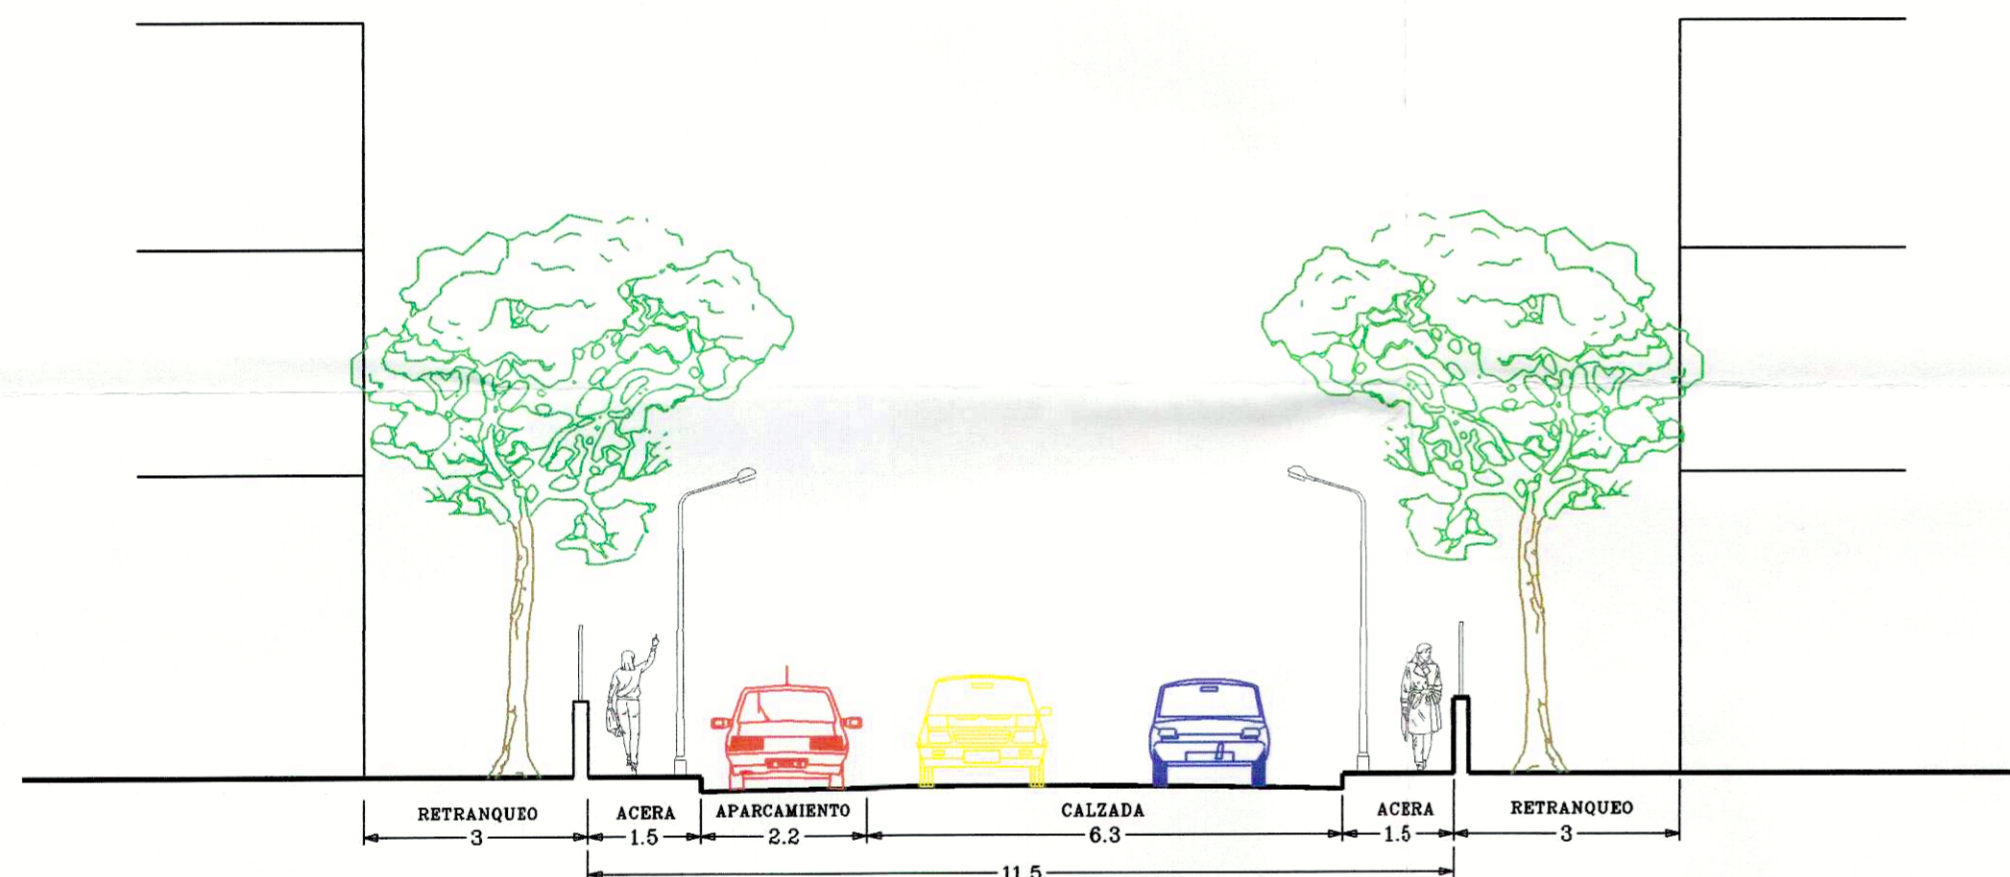 RETRANQUEO ACERA APARCAMIENTO CALZADA ACERA RETRANQUEO
3 1.5 2.2 6.3 1.5 3
11.5